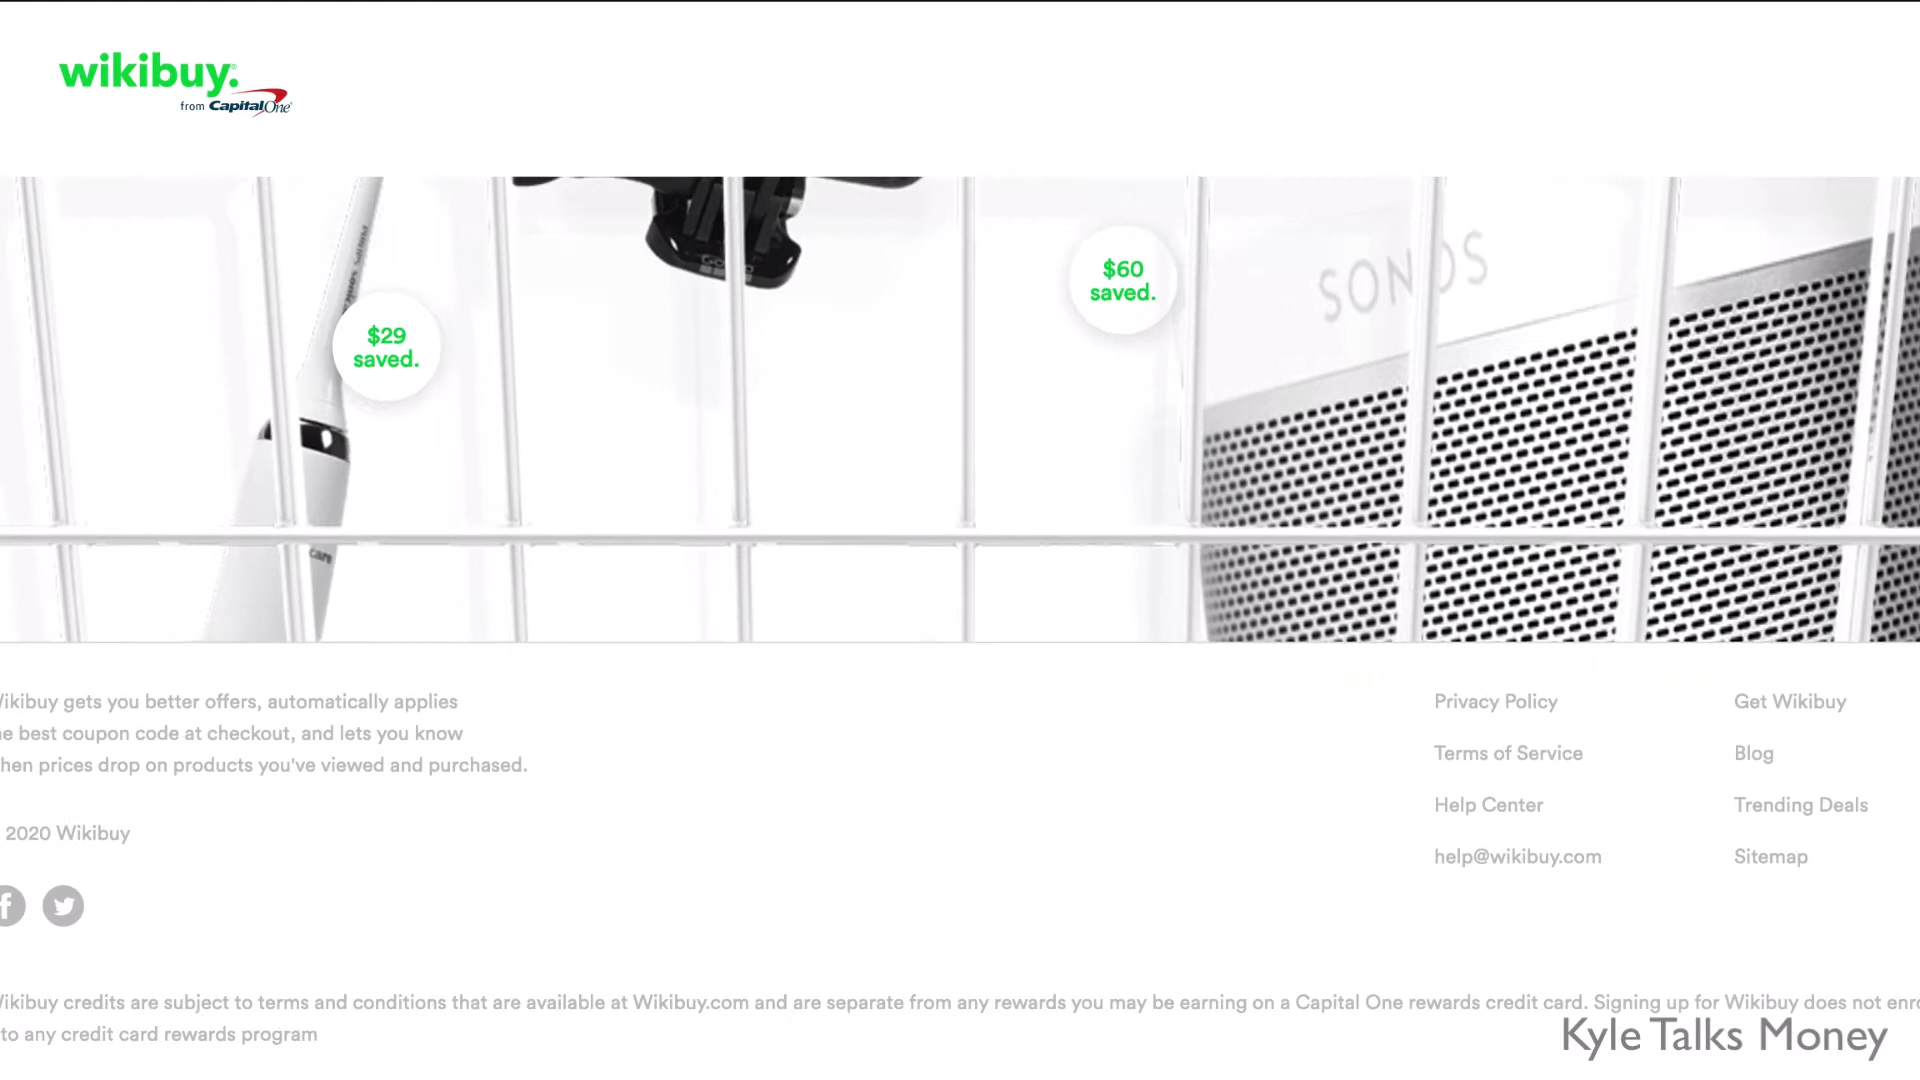 wikibuy.
from CapitalOne
$29
saved.
$60
saved.
SONOS
GoPro
care
ikibuy gets you better offers, automatically applies
e best coupon code at checkout, and lets you know
hen prices drop on products you've viewed and purchased.
2020 Wikibuy
Privacy Policy
Terms of Service
Help Center
help@wikibuy.com
Get Wikibuy
Blog
Trending Deals
Sitemap
ikibuy credits are subject to terms and conditions that are available at Wikibuy.com and are separate from any rewards you may be earning on a Capital One rewards credit card. Signing up for Wikibuy does not enro
to any credit card rewards program
Kyle Talks Money